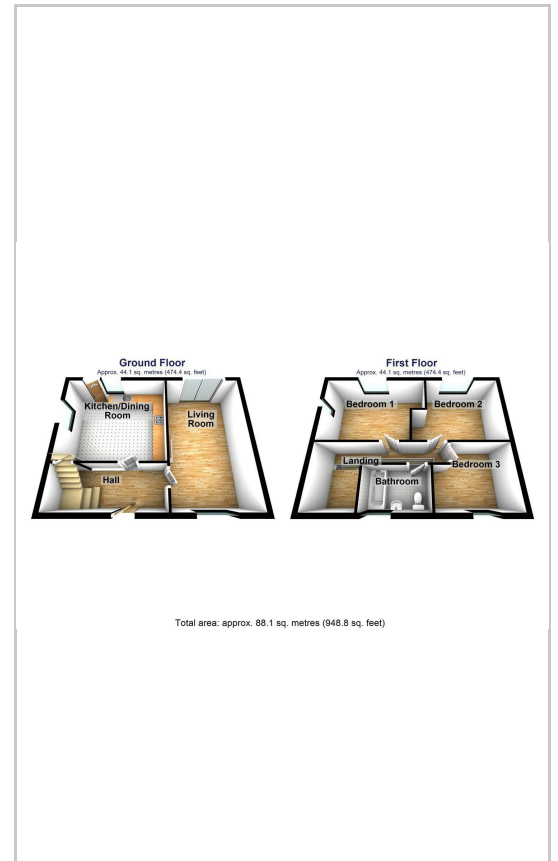 Ground Floor
Approx. 44.1 sq. metres (474.4 sq. feet)
Kitchen/Dining
Room
Living
Room
Hall
First Floor
Approx. 44.1 sq. metres (474.4 sq. feet)
Bedroom 1
Bedroom 2
Landing
Bedroom 3
Bathroom
Total area: approx. 88.1 sq. metres (948.8 sq. feet)